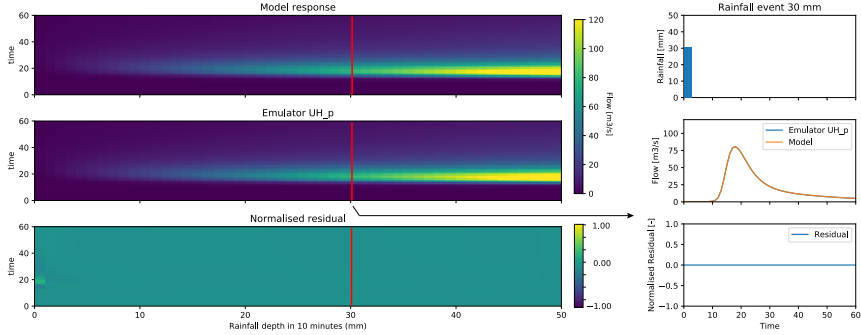 Model response
60
40
20
0
time
120
100
80
60
40
20
0
Flow [m3/s]
Rainfall event 30 mm
50
40
30
20
10
0
Rainfall [mm]
Emulator UH_p
60
40
20
0
time
100
75
50
25
0
Flow [m3/s]
Emulator UH_p
Model
Normalised residual
60
40
20
0
time
0 10 20 30 40 50
Rainfall depth in 10 minutes (mm)
1.00
0.00
−1.00
1.0
0.5
0.0
−0.5
−1.0
Normalised Residual [-]
Residual
0 10 20 30 40 50 60
Time